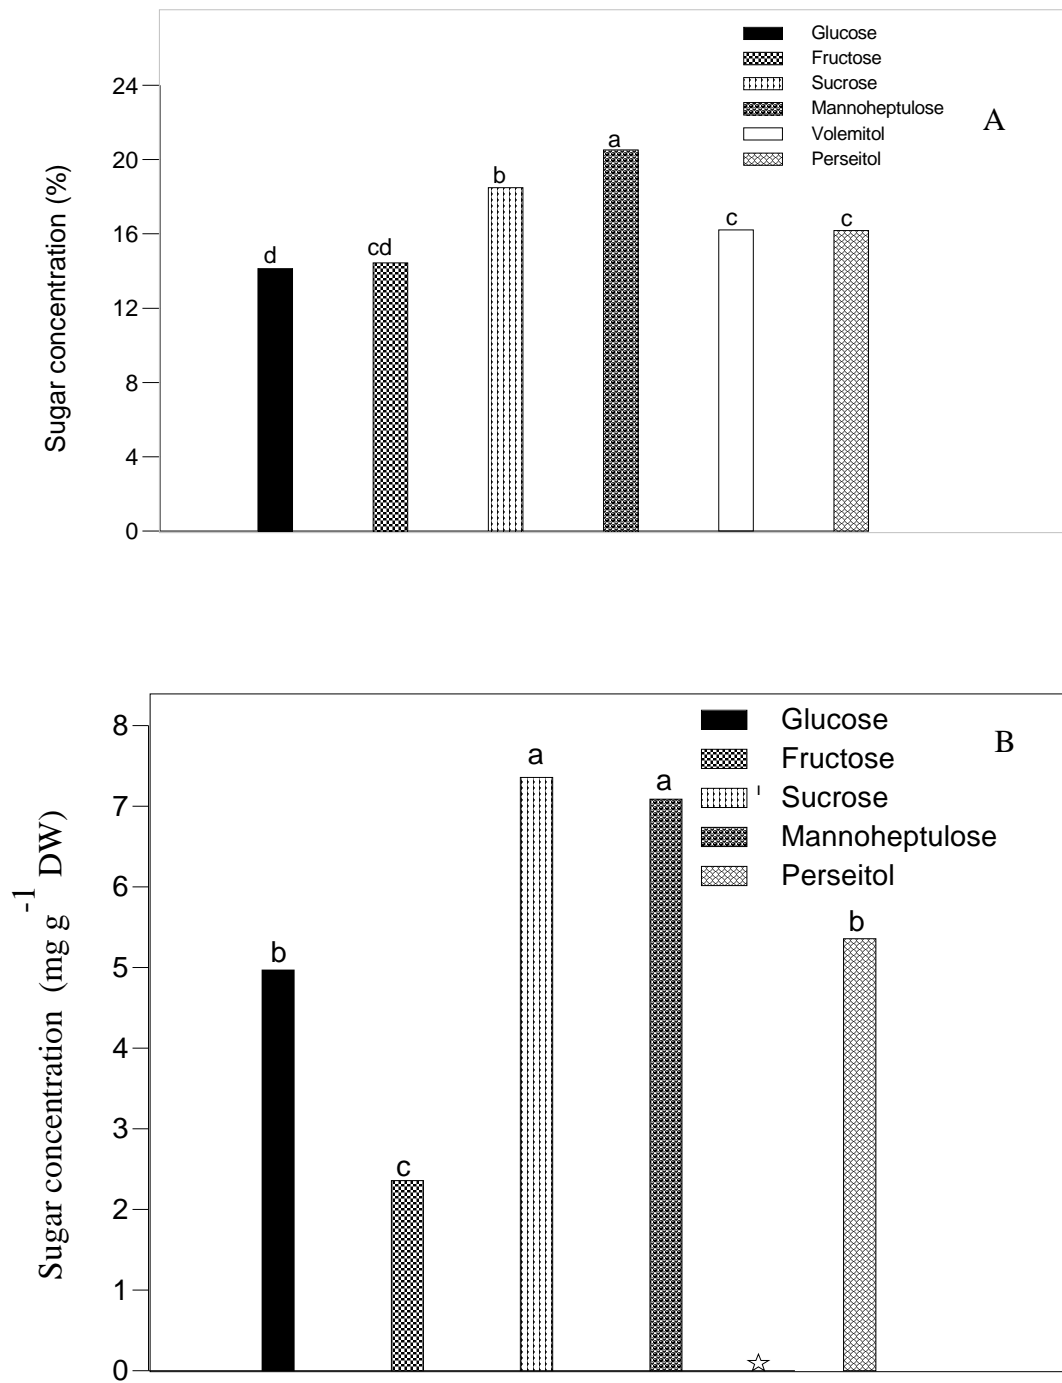 Glucose
Fructose
Sucrose
Mannoheptulose
Volemitol
Perseitol
A
Sugar concentration (%)
24
20
16
12
8
4
0
d
cd
b
a
c
c
Glucose
Fructose
Sucrose
Mannoheptulose
Perseitol
B
Sugar concentration (mg g-1 DW)
8
7
6
5
4
3
2
1
0
b
c
a
a
☆
b